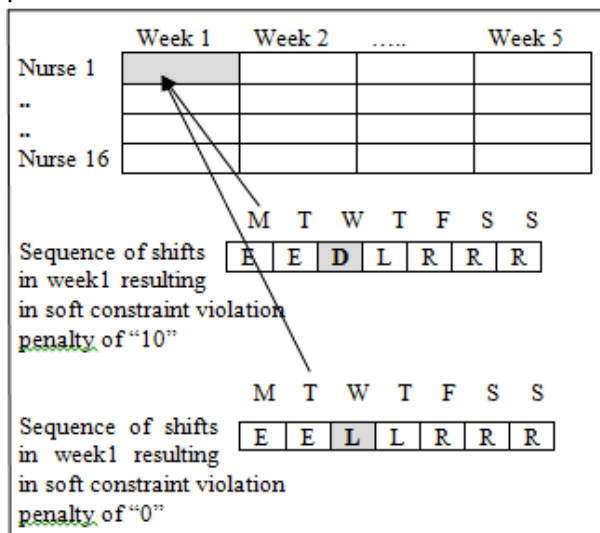 Week 1 Week 2 ….. Week 5
Nurse 1
..
..
Nurse 16
M T W T F S S
Sequence of shifts E E D L R R R
in week1 resulting
in soft constraint violation
penalty of “10”
M T W T F S S
Sequence of shifts E E L L R R R
in week1 resulting
in soft constraint violation
penalty of “0”